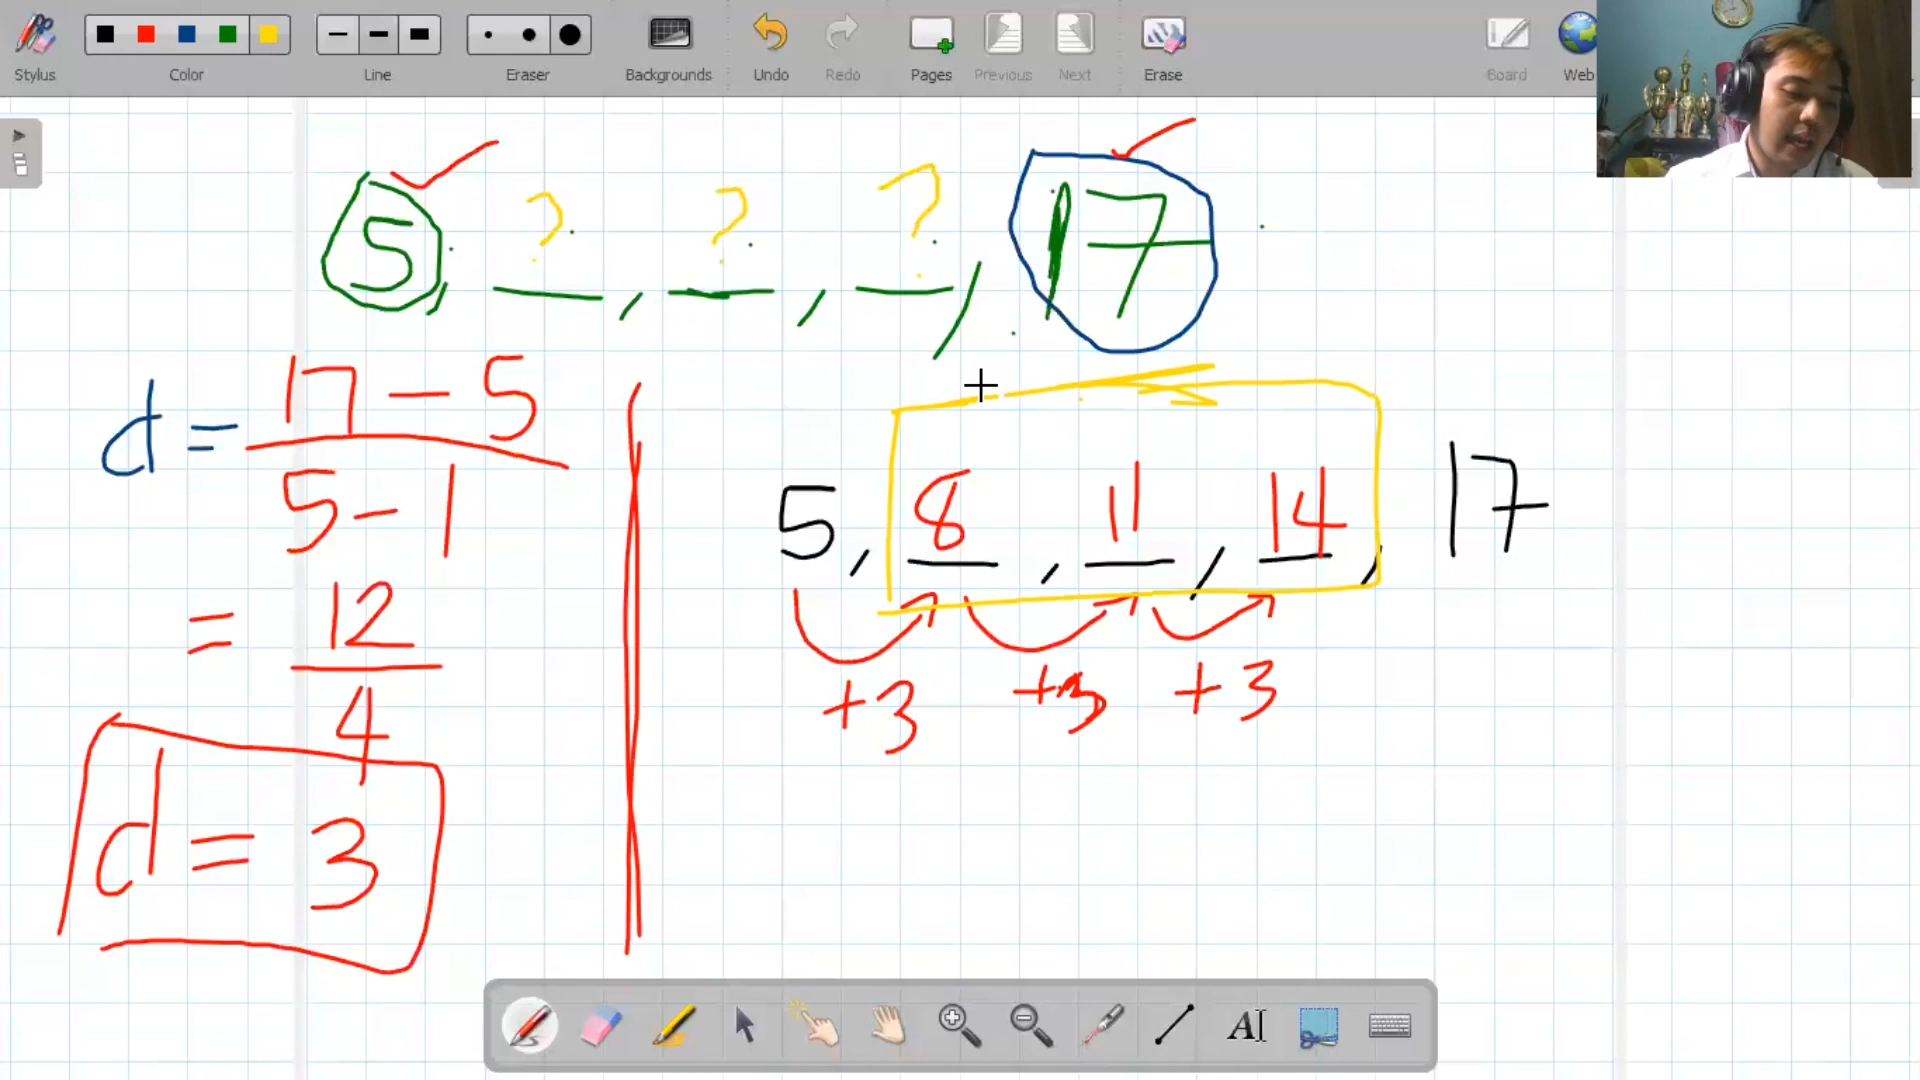 Stylus Color Line Eraser Backgrounds Undo Redo Pages Previous Next Erase Board Web
5, ? , ? , ? , 17
d = 17 - 5
5 - 1
= 12
4
d = 3
5, 8 , 11 , 14 , 17
+3 +3 +3